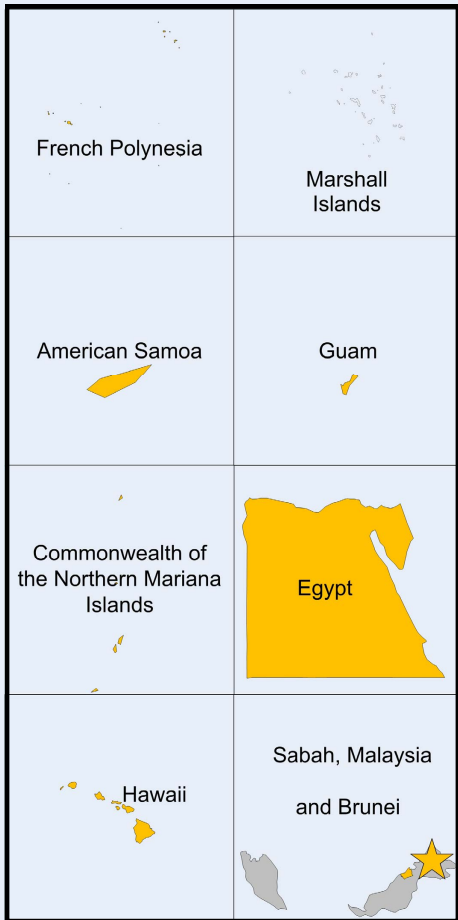 French Polynesia
Marshall
Islands
American Samoa
Guam
Commonwealth of
the Northern Mariana
Islands
Egypt
Hawaii
Sabah, Malaysia
and Brunei